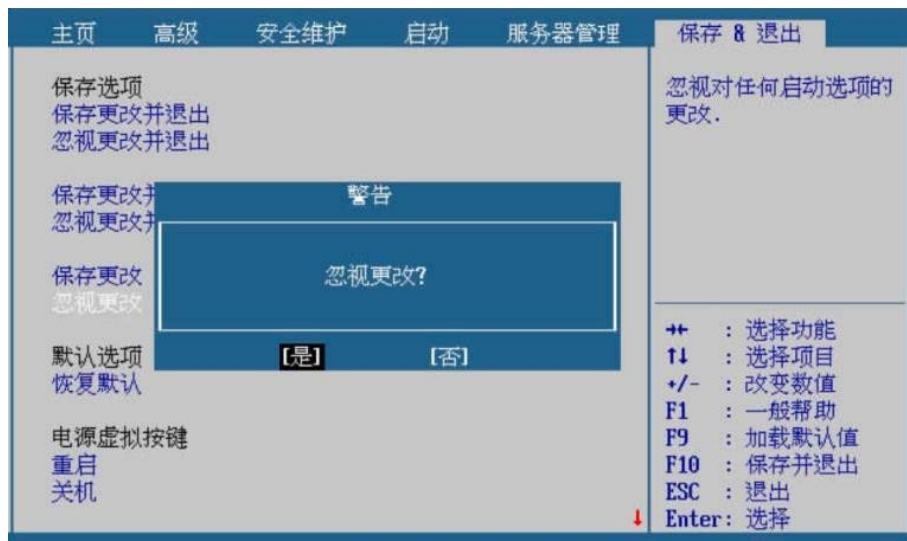 主页 高级 安全维护 启动 服务器管理 保存 & 退出
保存选项
保存更改并退出
忽视更改并退出
保存更改并
忽视更改并
保存更改
忽视更改
默认选项
恢复默认
电源虚拟按键
重启
关机
警告
忽视更改?
[是] [否]
忽视对任何启动选项的
更改.
→← : 选择功能
↑↓ : 选择项目
+/- : 改变数值
F1 : 一般帮助
F9 : 加载默认值
F10 : 保存并退出
ESC : 退出
Enter: 选择